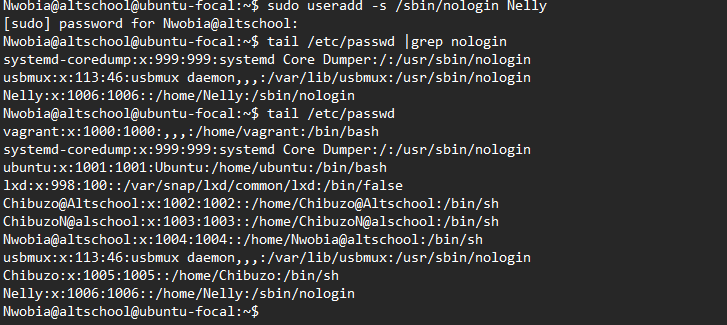 Nwobia@altschool@ubuntu-focal:~$ sudo useradd -s /sbin/nologin Nelly
[sudo] password for Nwobia@altschool:
Nwobia@altschool@ubuntu-focal:~$ tail /etc/passwd |grep nologin
systemd-coredump:x:999:999:systemd Core Dumper:/:/usr/sbin/nologin
usbmux:x:113:46:usbmux daemon,,,:/var/lib/usbmux:/usr/sbin/nologin
Nelly:x:1006:1006::/home/Nelly:/sbin/nologin
Nwobia@altschool@ubuntu-focal:~$ tail /etc/passwd
vagrant:x:1000:1000:,,,:/home/vagrant:/bin/bash
systemd-coredump:x:999:999:systemd Core Dumper:/:/usr/sbin/nologin
ubuntu:x:1001:1001:Ubuntu:/home/ubuntu:/bin/bash
lxd:x:998:100::/var/snap/lxd/common/lxd:/bin/false
Chibuzo@Altschool:x:1002:1002::/home/Chibuzo@Altschool:/bin/sh
ChibuzoN@alschool:x:1003:1003::/home/ChibuzoN@alschool:/bin/sh
Nwobia@altschool:x:1004:1004::/home/Nwobia@altschool:/bin/sh
usbmux:x:113:46:usbmux daemon,,,:/var/lib/usbmux:/usr/sbin/nologin
Chibuzo:x:1005:1005::/home/Chibuzo:/bin/sh
Nelly:x:1006:1006::/home/Nelly:/sbin/nologin
Nwobia@altschool@ubuntu-focal:~$